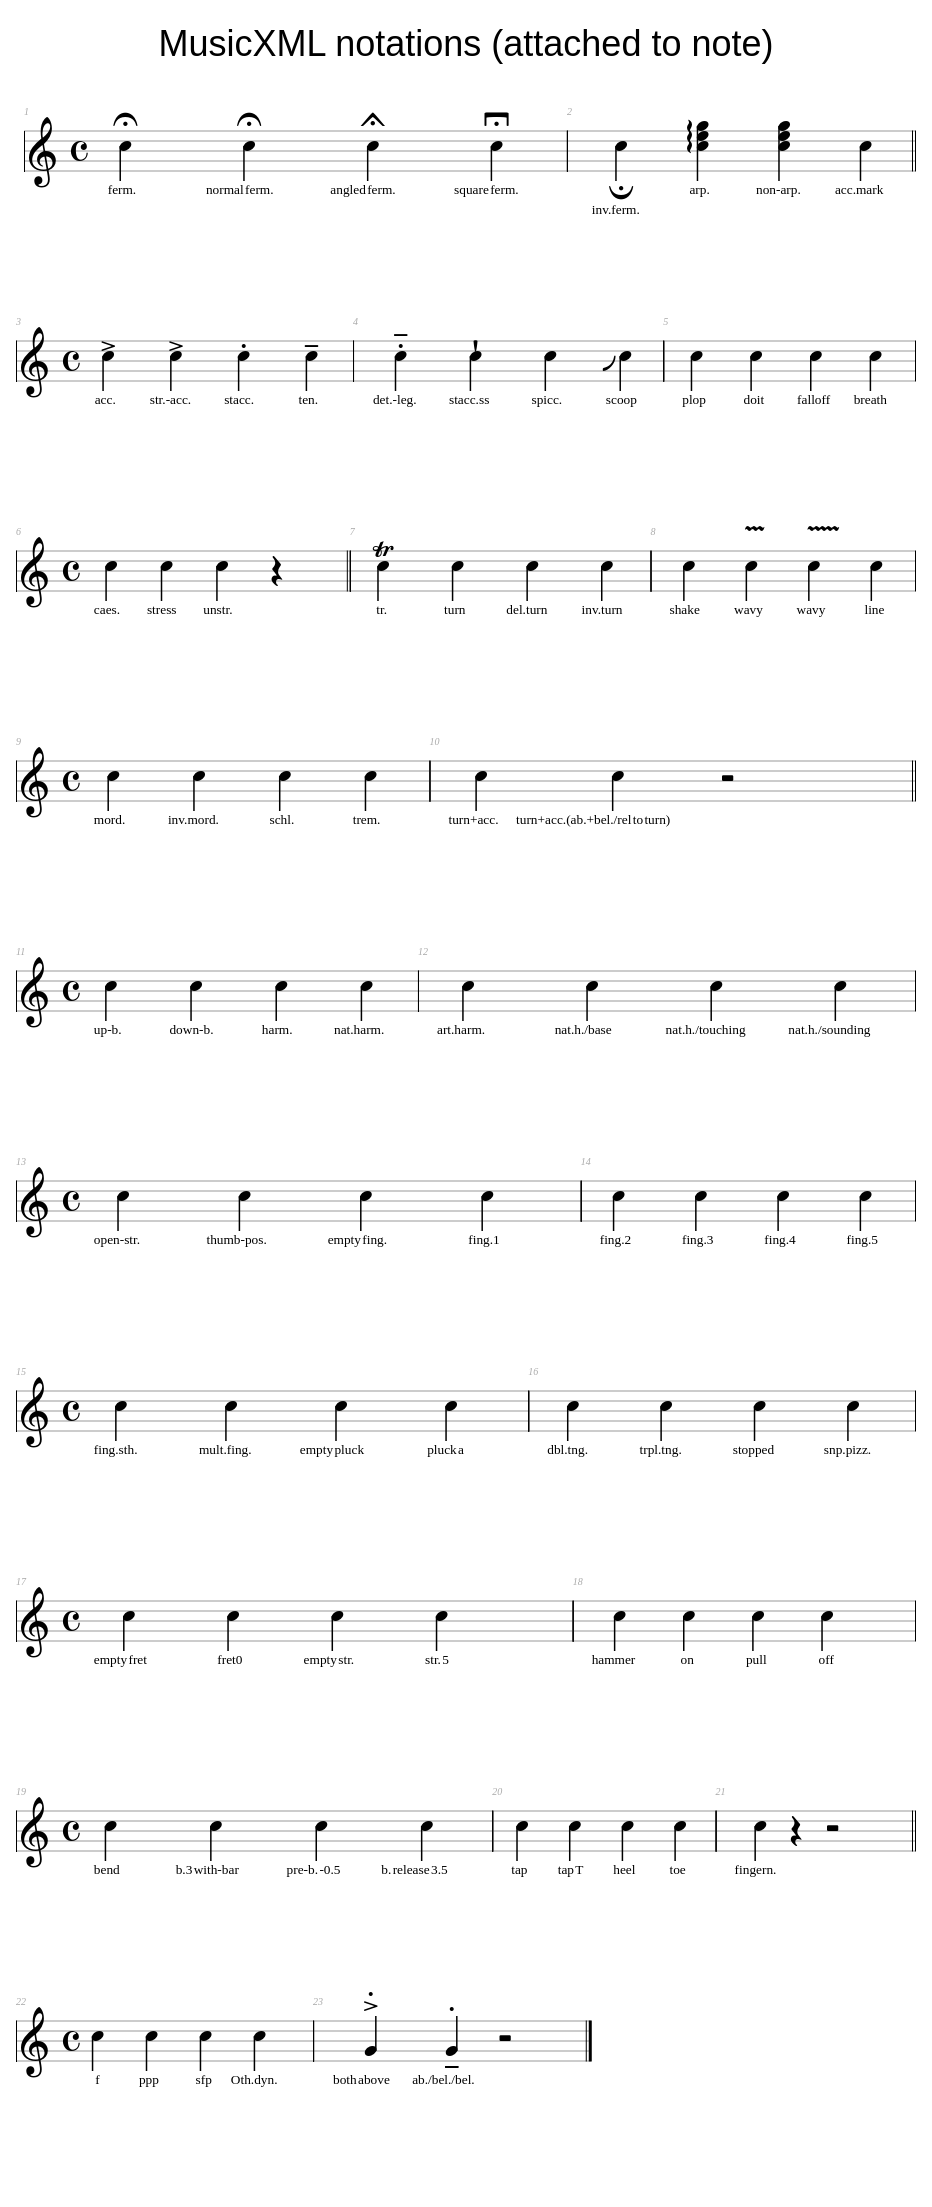 MusicXML notations (attached to note)
1 2
ferm. normal ferm. angled ferm. square ferm. arp. non-arp. acc.mark
inv.ferm.
3 4 5
acc. str.-acc. stacc. ten. det.-leg. stacc.ss spicc. scoop plop doit falloff breath
6 7 8
tr
caes. stress unstr. tr. turn del.turn inv.turn shake wavy wavy line
9 10
mord. inv.mord. schl. trem. turn+acc. turn+acc.(ab.+bel./rel to turn)
11 12
up-b. down-b. harm. nat.harm. art.harm. nat.h./base nat.h./touching nat.h./sounding
13 14
open-str. thumb-pos. empty fing. fing.1 fing.2 fing.3 fing.4 fing.5
15 16
fing.sth. mult.fing. empty pluck pluck a dbl.tng. trpl.tng. stopped snp.pizz.
17 18
empty fret fret0 empty str. str. 5 hammer on pull off
19 20 21
bend b.3 with-bar pre-b. -0.5 b. release 3.5 tap tap T heel toe fingern.
22 23
f ppp sfp Oth.dyn. both above ab./bel./bel.